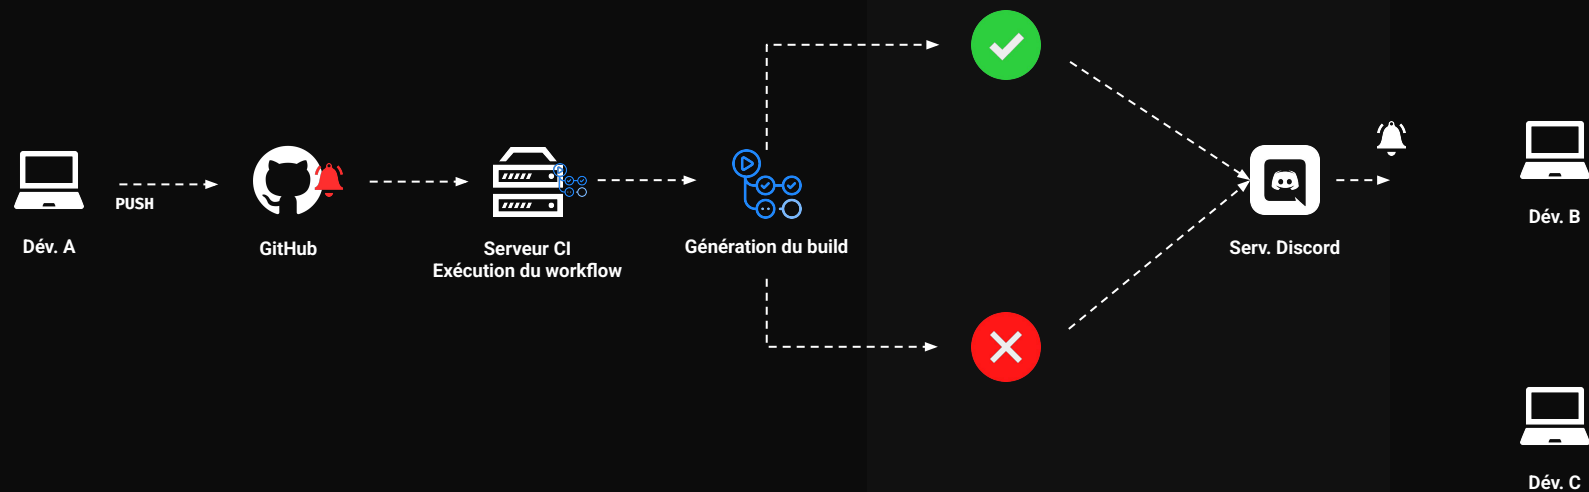 PUSH
Dév. A
GitHub
Serveur CI
Exécution du workflow
Génération du build
Serv. Discord
Dév. B
Dév. C